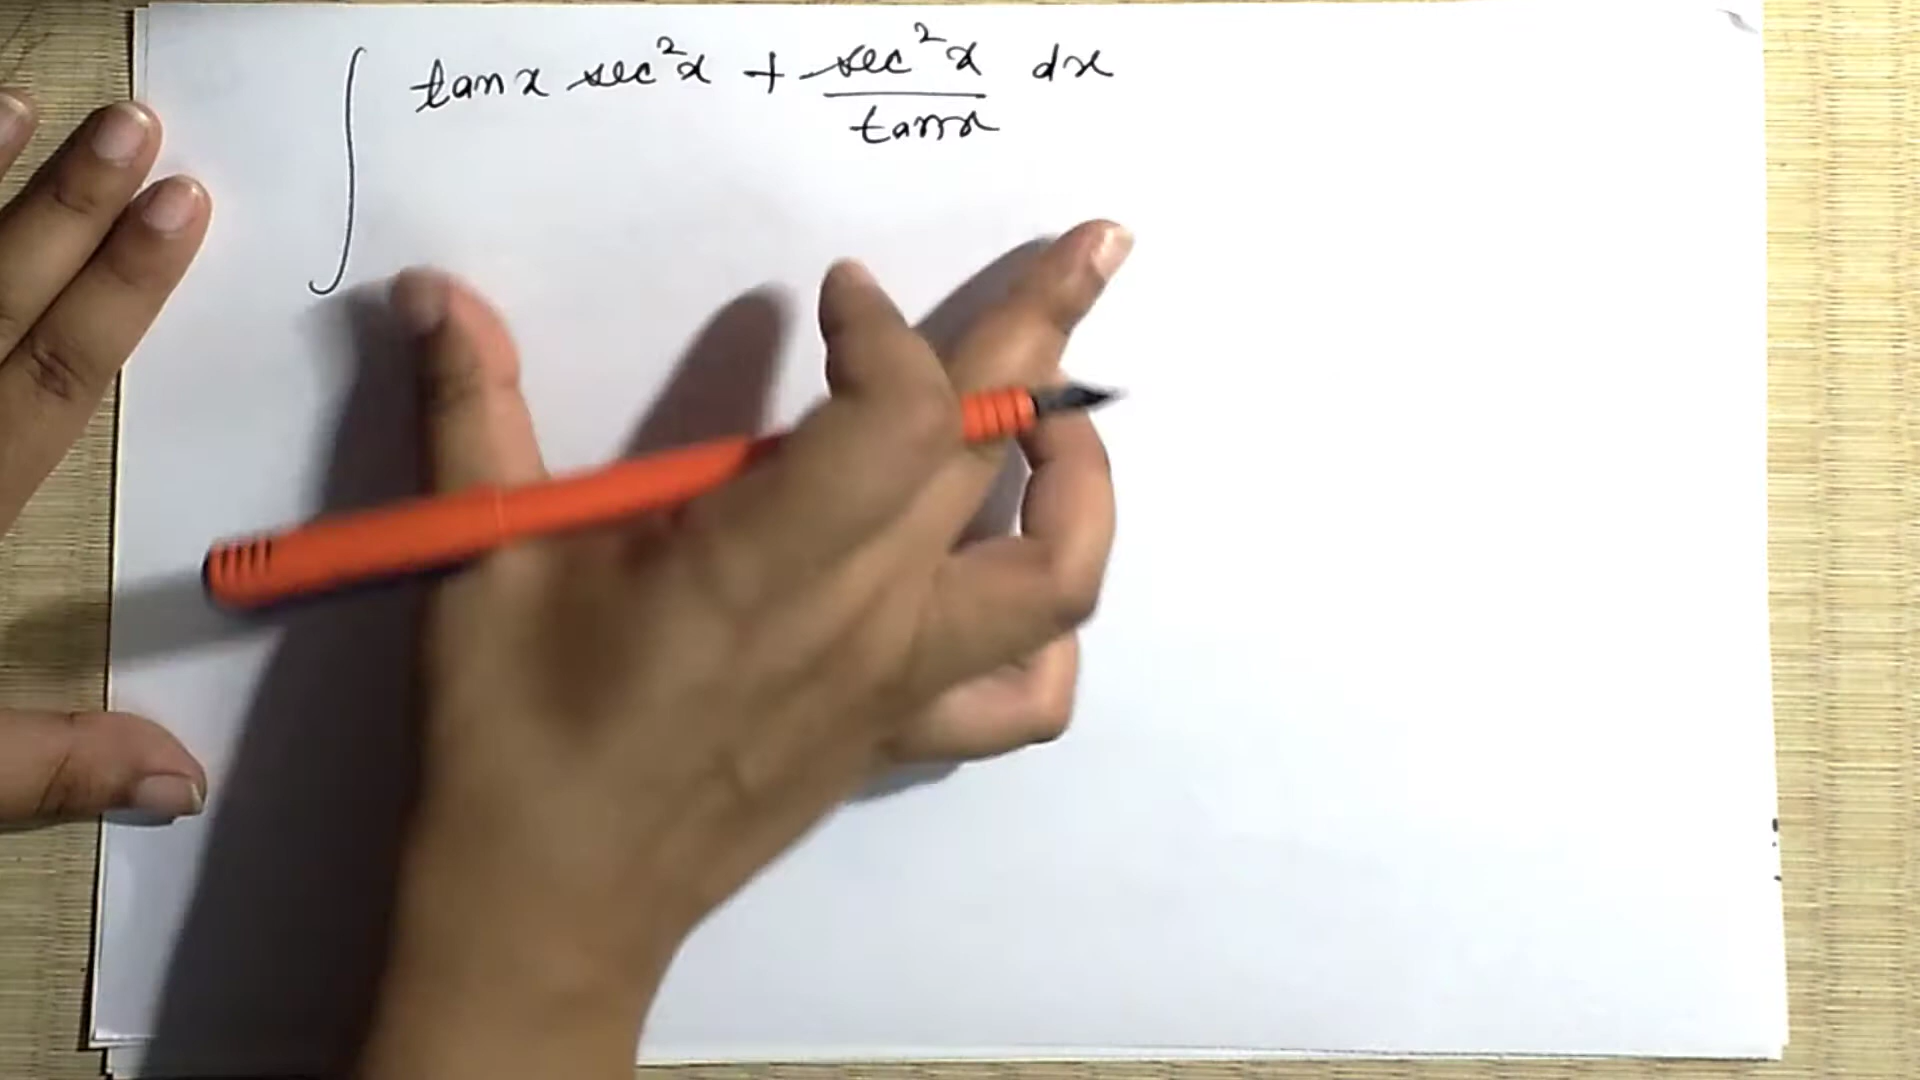 ∫ tan x sec²x + sec²x / tan x dx